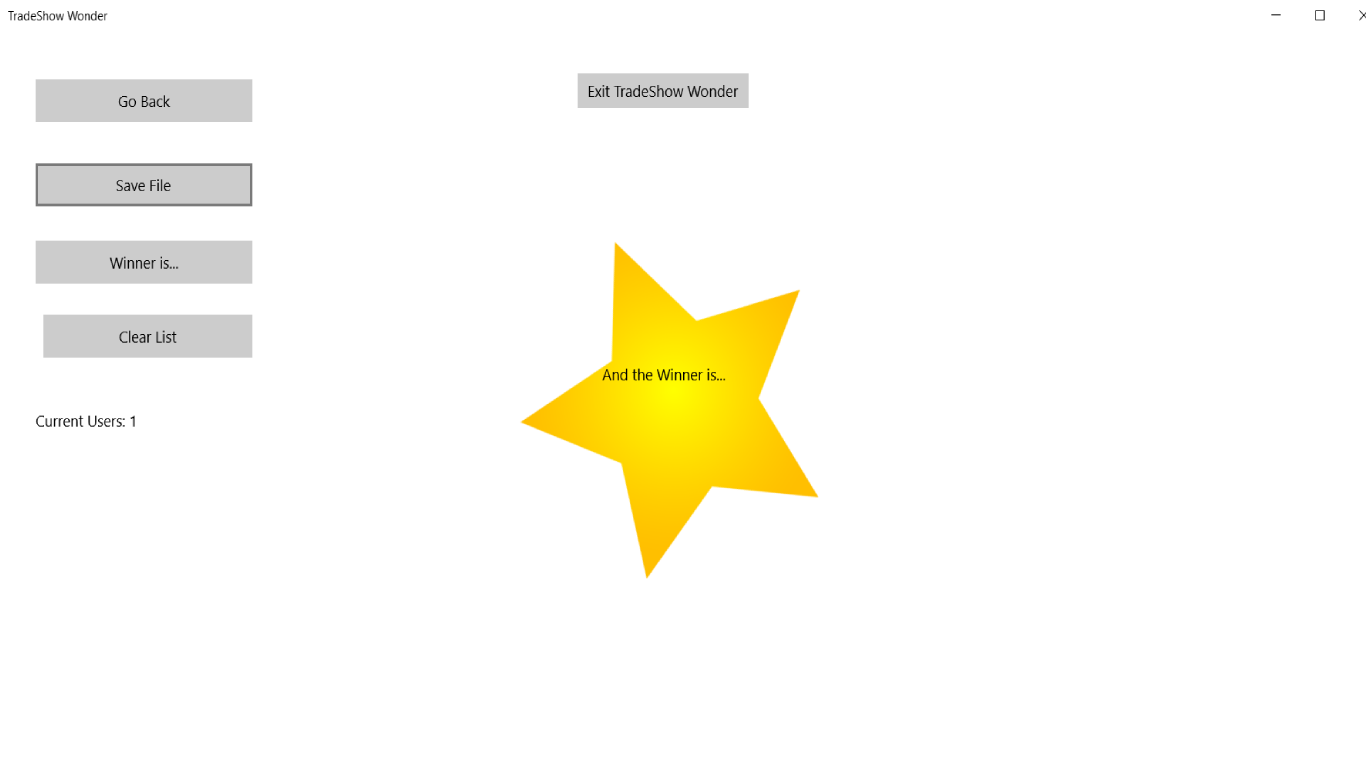 TradeShow Wonder
Go Back
Exit TradeShow Wonder
Save File
Winner is...
Clear List
And the Winner is...
Current Users: 1